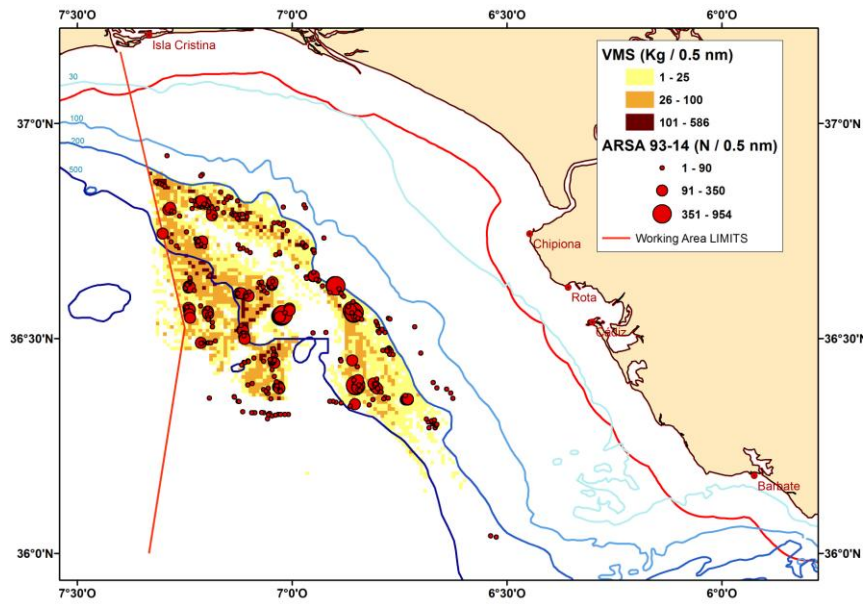 7°30'O 7°0'O 6°30'O 6°0'O
Isla Cristina
VMS (Kg / 0.5 nm)
1 - 25
26 - 100
101 - 586
ARSA 93-14 (N / 0.5 nm)
1 - 90
91 - 350
351 - 954
Working Area LIMITS
30
37°0'N 37°0'N
100
200
500
Chipiona
Rota
Cádiz
36°30'N 36°30'N
Barbate
36°0'N 36°0'N
7°30'O 7°0'O 6°30'O 6°0'O